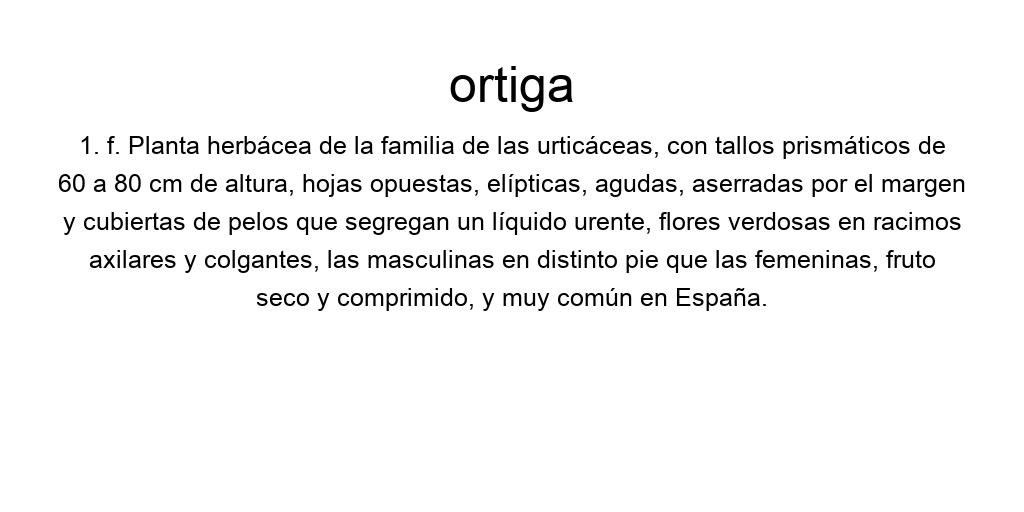 ortiga
1. f. Planta herbácea de la familia de las urticáceas, con tallos prismáticos de
60 a 80 cm de altura, hojas opuestas, elípticas, agudas, aserradas por el margen
y cubiertas de pelos que segregan un líquido urente, flores verdosas en racimos
axilares y colgantes, las masculinas en distinto pie que las femeninas, fruto
seco y comprimido, y muy común en España.